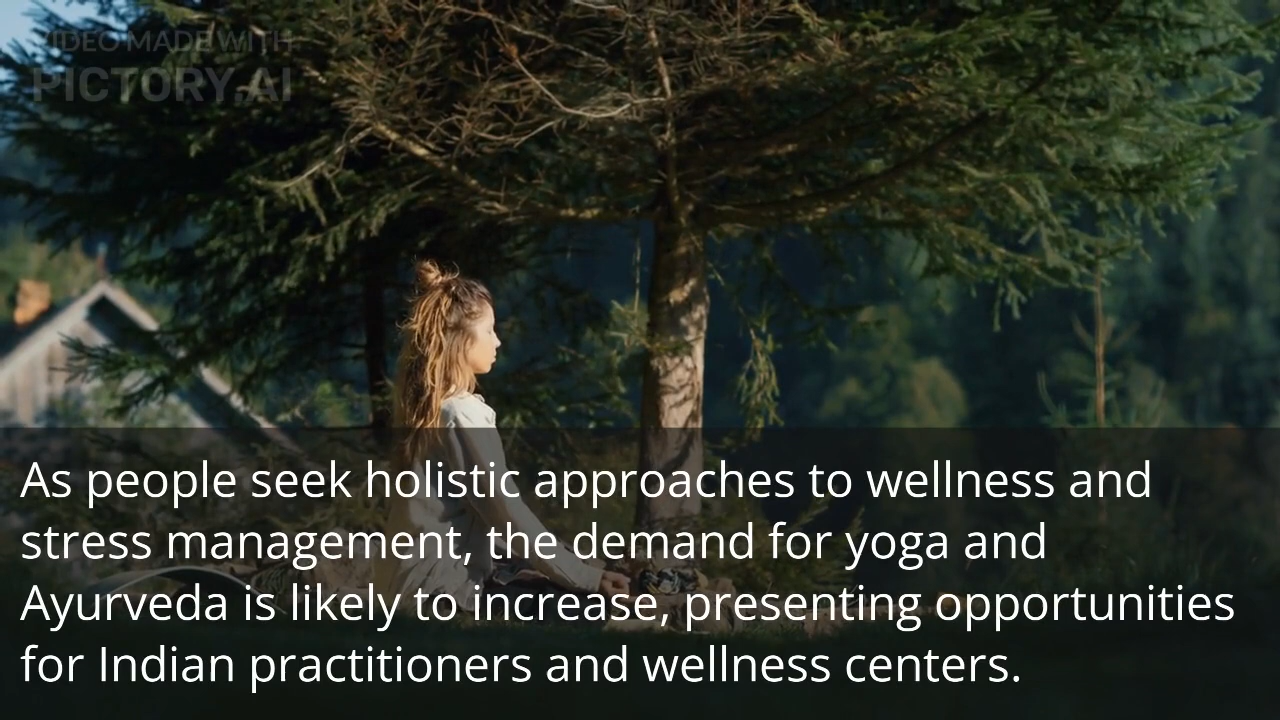 VIDEO MADE WITH
PICTORY.AI
As people seek holistic approaches to wellness and
stress management, the demand for yoga and
Ayurveda is likely to increase, presenting opportunities
for Indian practitioners and wellness centers.